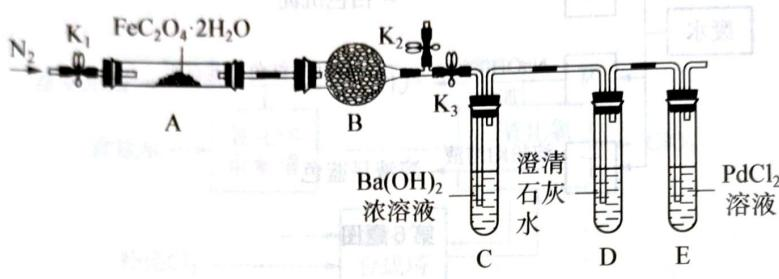 N₂
K₁
FeC₂O₄·2H₂O
K₂
K₃
A
B
Ba(OH)₂
浓溶液
澄清
石灰
水
PdCl₂
溶液
C
D
E